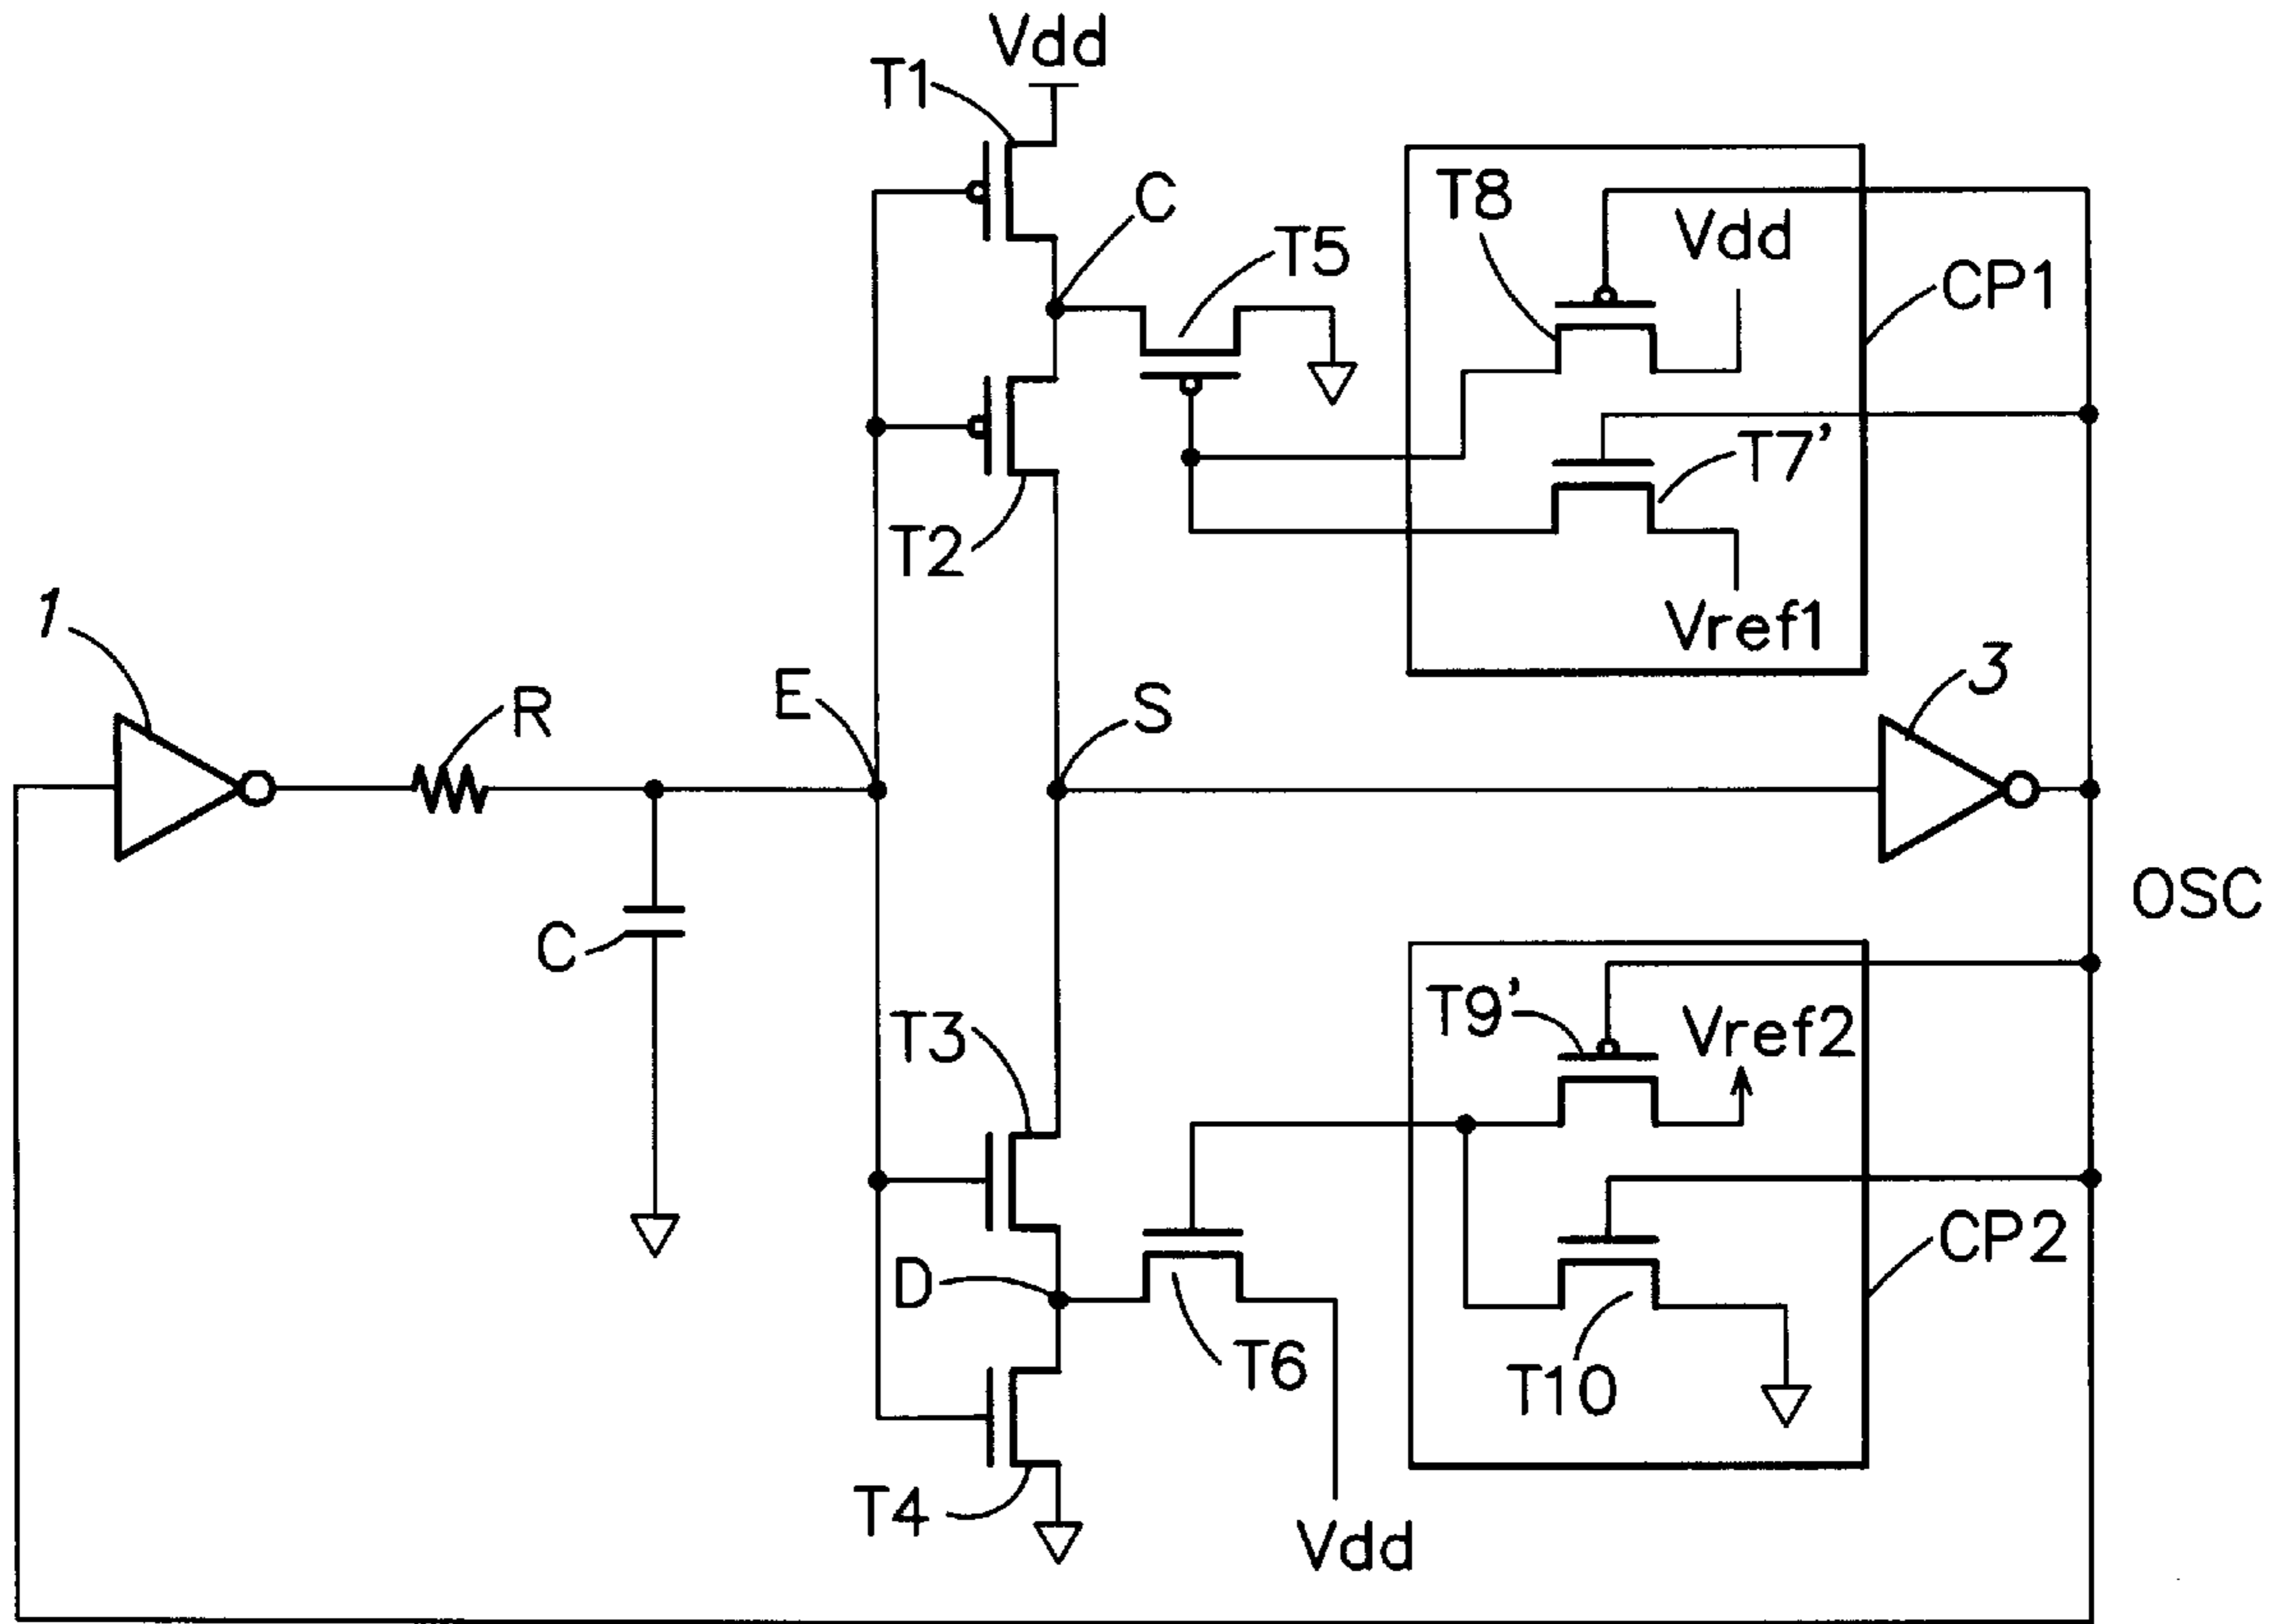 Vdd
T1
C
T8
Vdd
T5
CP1
T7'
T2
1
Vref1
R
E
S
3
OSC
C
T9'
Vref2
T3
CP2
D
T6
T10
T4
Vdd